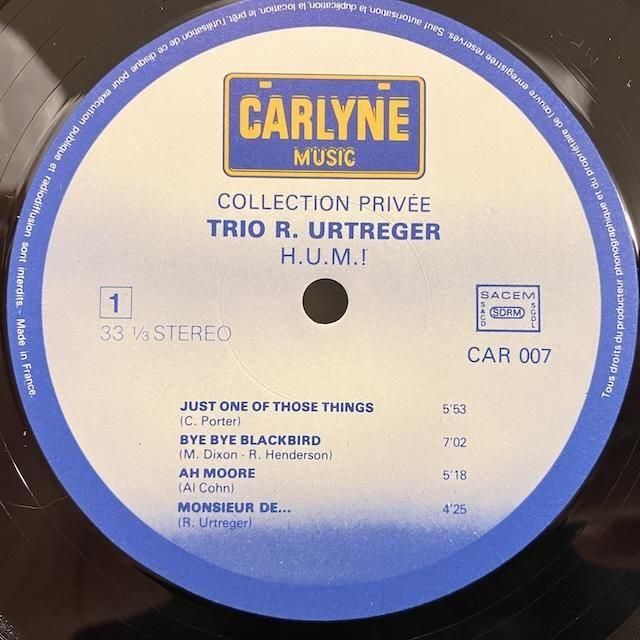 Tous droits du producteur phonographique et du propriétaire de l'œuvre enregistrée réservés. Sauf autorisation, la duplication, la location, le prêt, l'utilisation de ce disque pour exécution publique et radiodiffusion sont interdits. - Made in France.
CARLYNE
MUSIC
COLLECTION PRIVÉE
TRIO R. URTREGER
H.U.M.!
1
33 1/3 STEREO
SACEM
SACD
SDRM
SGDL
CAR 007
JUST ONE OF THOSE THINGS 5'53
(C. Porter)
BYE BYE BLACKBIRD 7'02
(M. Dixon - R. Henderson)
AH MOORE 5'18
(Al Cohn)
MONSIEUR DE... 4'25
(R. Urtreger)